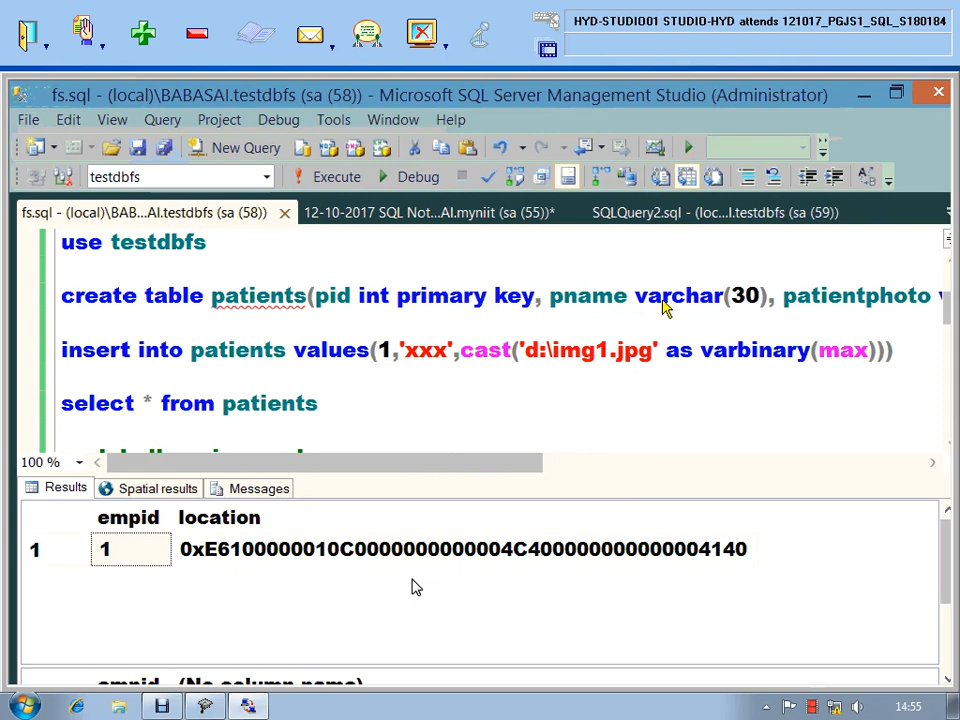 HYD-STUDIO01 STUDIO-HYD attends 121017_PGJS1_SQL_S180184
fs.sql - (local)\BABASAI.testdbfs (sa (58)) - Microsoft SQL Server Management Studio (Administrator)
File Edit View Query Project Debug Tools Window Help
New Query
testdbfs Execute Debug
fs.sql - (local)\BAB...AI.testdbfs (sa (58)) 12-10-2017 SQL Not...AI.myniit (sa (55))* SQLQuery2.sql - (loc...l.testdbfs (sa (59))
use testdbfs
create table patients(pid int primary key, pname varchar(30), patientphoto
insert into patients values(1,'xxx',cast('d:\img1.jpg' as varbinary(max)))
select * from patients
100 %
Results Spatial results Messages
empid location
1 1 0xE6100000010C0000000000004C400000000000004140
empid (No column name)
14:55